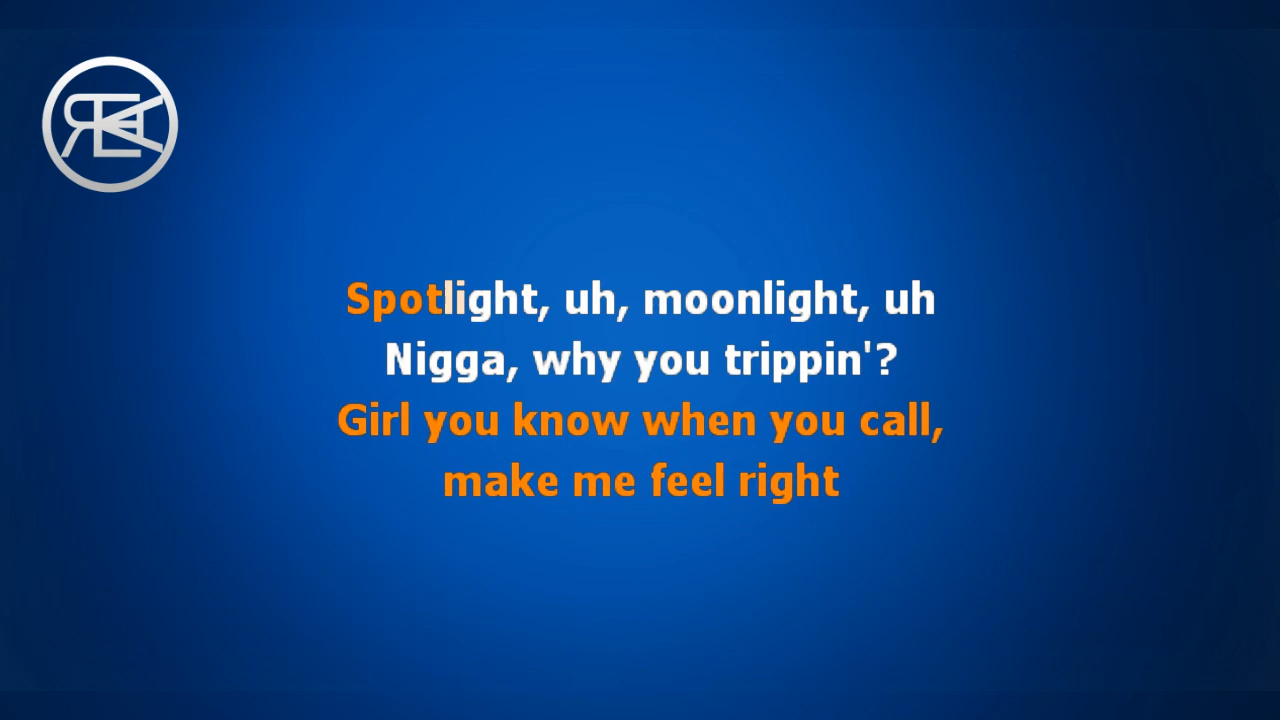 Spotlight, uh, moonlight, uh
Nigga, why you trippin'?
Girl you know when you call,
make me feel right